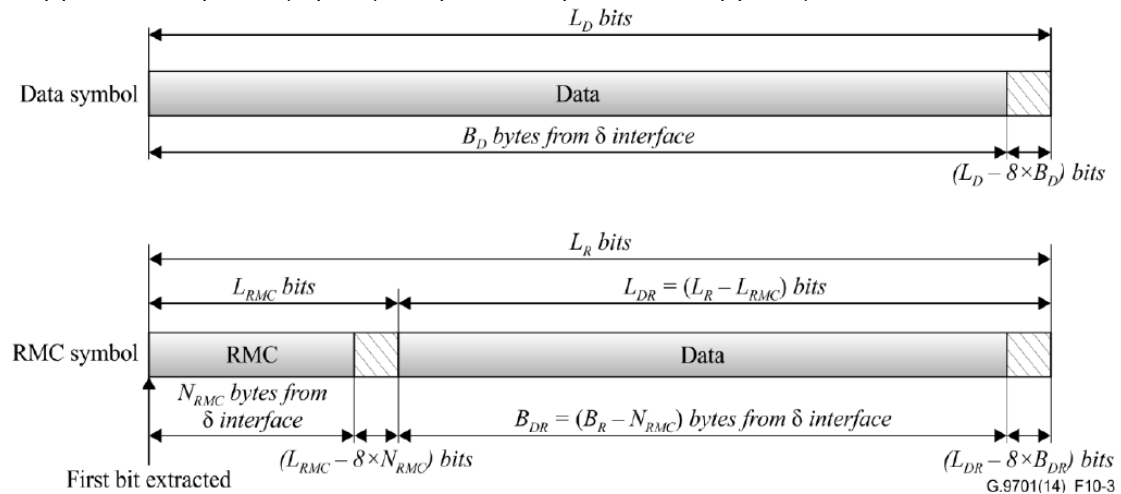 L_D bits
Data symbol
Data
B_D bytes from δ interface
(L_D – 8×B_D) bits
L_R bits
L_RMC bits
L_DR = (L_R – L_RMC) bits
RMC symbol
RMC
Data
N_RMC bytes from
δ interface
B_DR = (B_R – N_RMC) bytes from δ interface
(L_RMC – 8×N_RMC) bits
(L_DR – 8×B_DR) bits
First bit extracted
G.9701(14)_F10-3